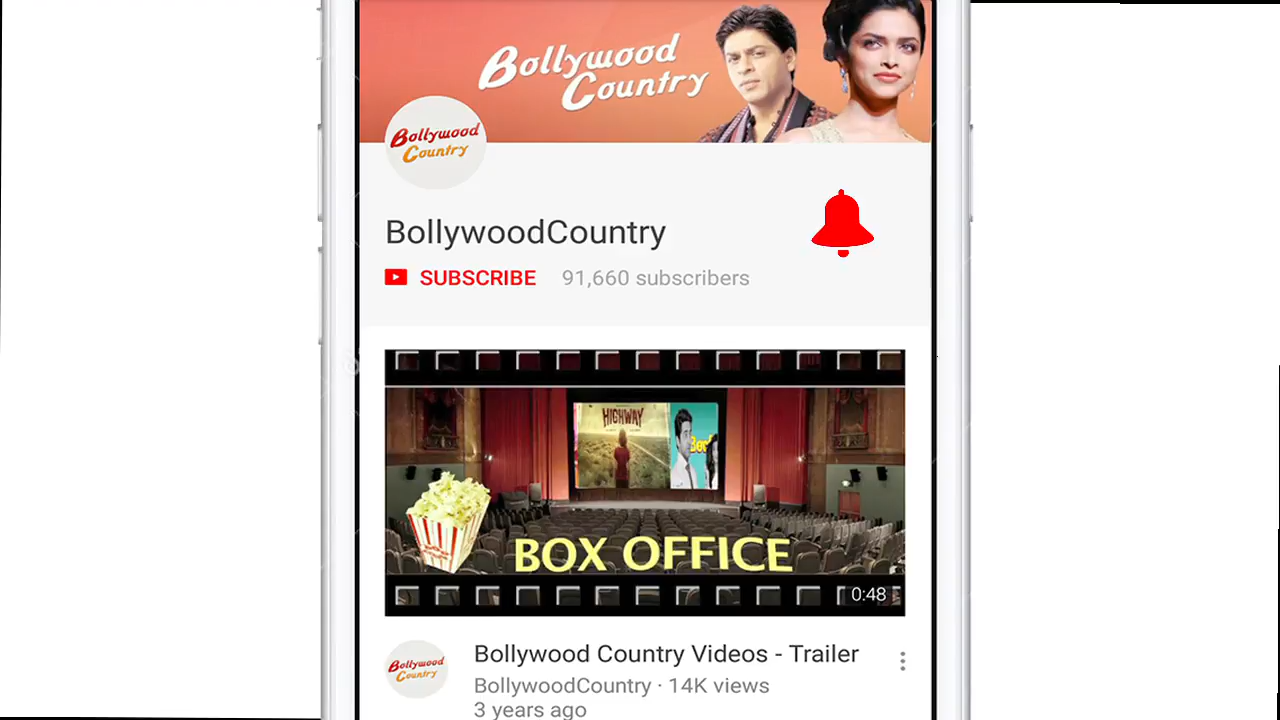 Bollywood
Country
Bollywood
Country
BollywoodCountry
SUBSCRIBE 91,660 subscribers
HIGHWAY
BOX OFFICE
0:48
Bollywood
Country
Bollywood Country Videos - Trailer
BollywoodCountry · 14K views
3 years ago